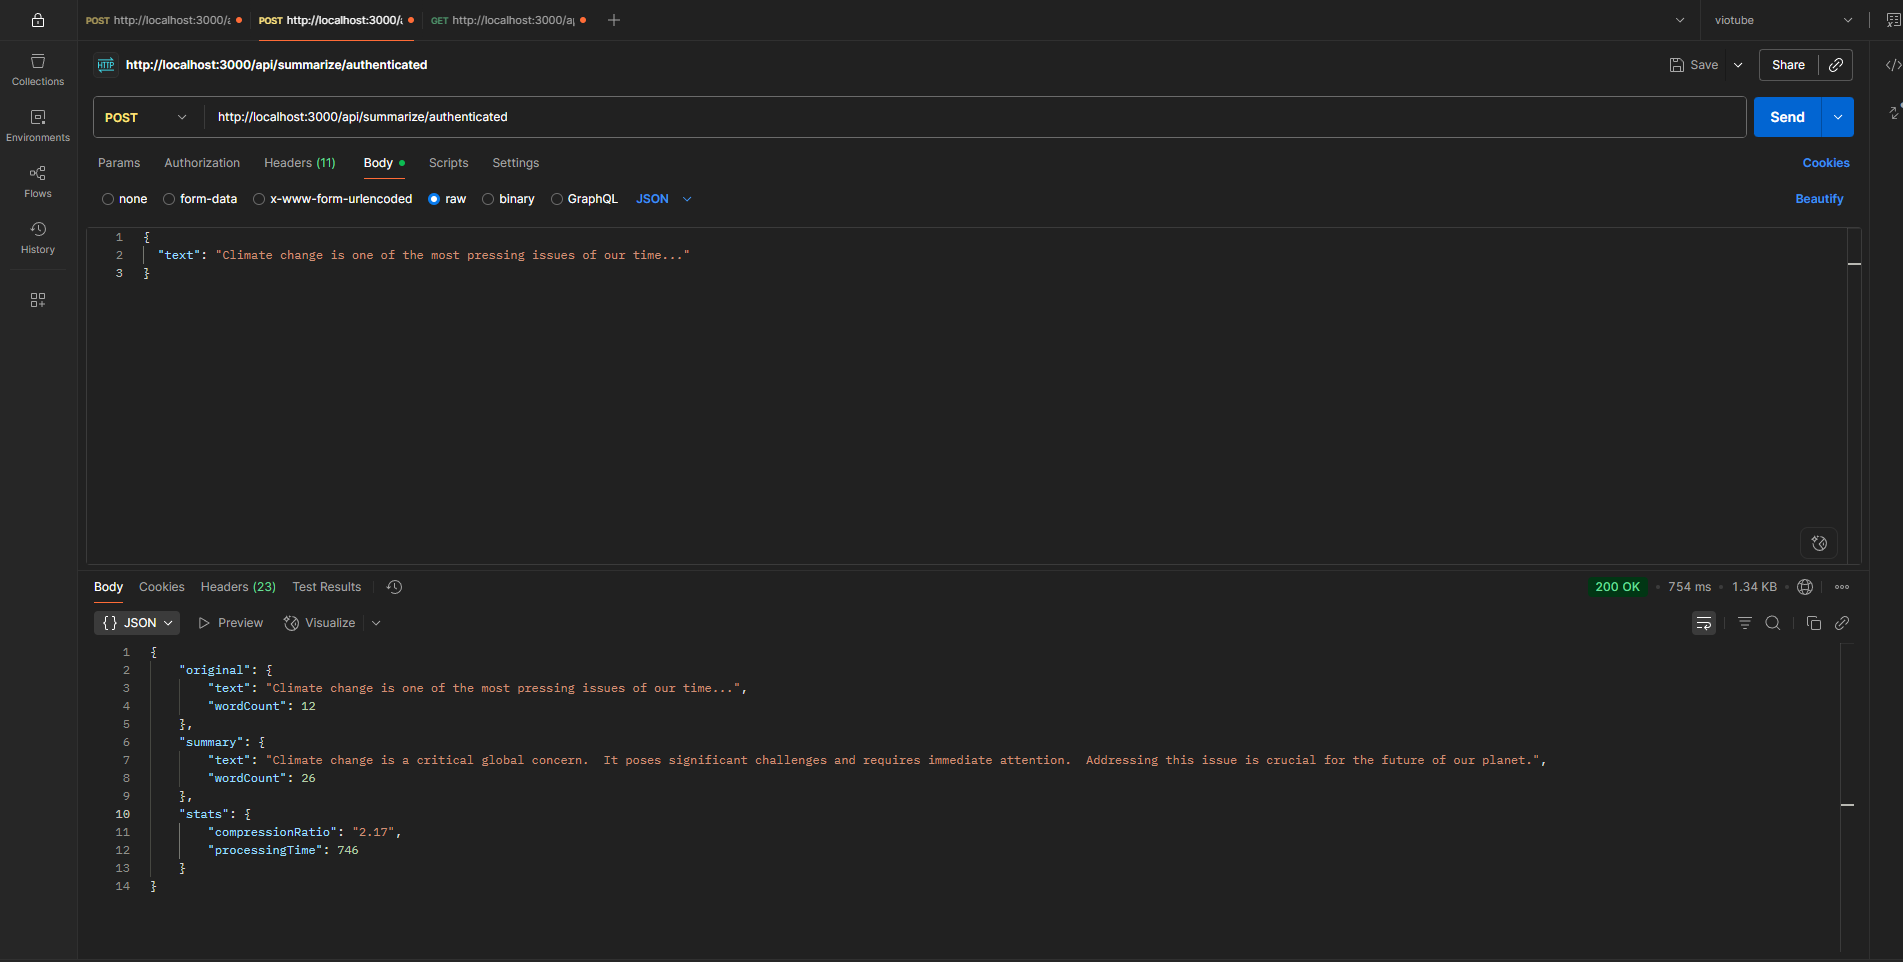 POST http://localhost:3000/a
POST http://localhost:3000/a
GET http://localhost:3000/a
viotube
Collections
Environments
Flows
History
HTTP http://localhost:3000/api/summarize/authenticated
Save
Share
POST http://localhost:3000/api/summarize/authenticated
Send
Params Authorization Headers (11) Body Scripts Settings
Cookies
none form-data x-www-form-urlencoded raw binary GraphQL JSON
Beautify
1 {
2 "text": "Climate change is one of the most pressing issues of our time..."
3 }
Body Cookies Headers (23) Test Results
200 OK 754 ms 1.34 KB
{} JSON Preview Visualize
1 {
2 "original": {
3 "text": "Climate change is one of the most pressing issues of our time...",
4 "wordCount": 12
5 },
6 "summary": {
7 "text": "Climate change is a critical global concern.  It poses significant challenges and requires immediate attention.  Addressing this issue is crucial for the future of our planet.",
8 "wordCount": 26
9 },
10 "stats": {
11 "compressionRatio": "2.17",
12 "processingTime": 746
13 }
14 }